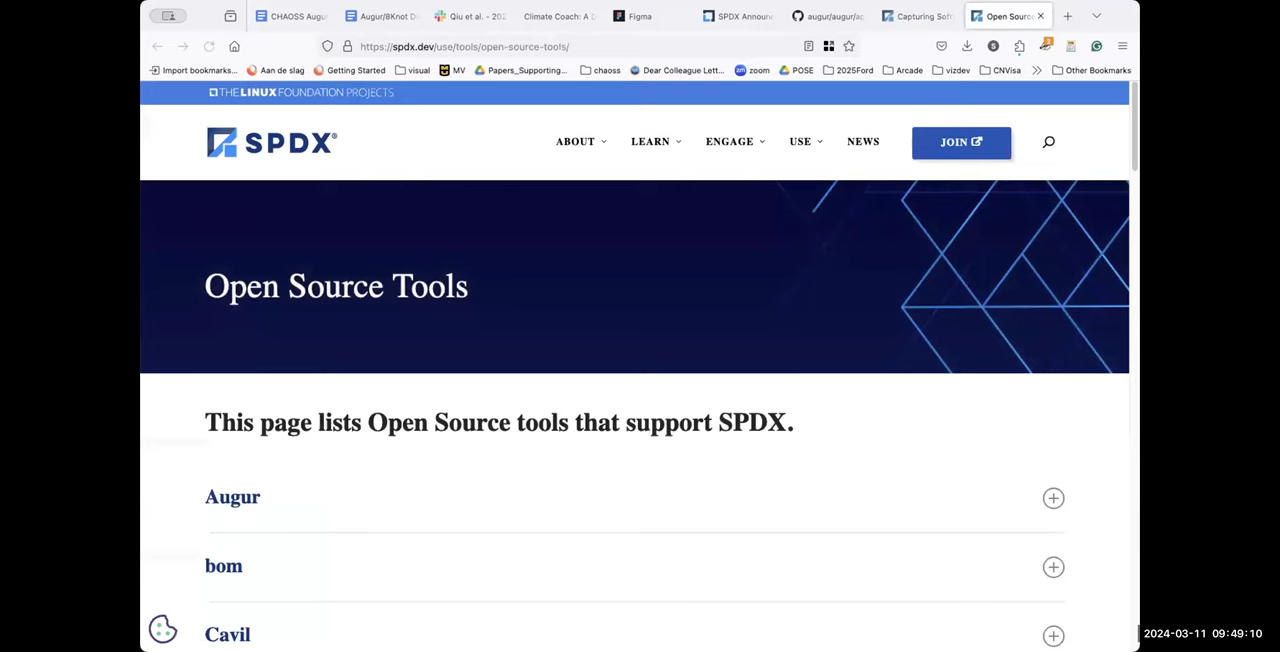 CHAOSS Augu
Augur/8Knot D
Qiu et al. - 202
Climate Coach: A D
Figma
SPDX Announ
augur/augur/ap
Capturing Soft
Open Sourc
https://spdx.dev/use/tools/open-source-tools/
Import bookmarks...
Aan de slag
Getting Started
visual
MV
Papers_Supporting...
chaoss
Dear Colleague Lett...
zoom
POSE
2025Ford
Arcade
vizdev
CNVisa
Other Bookmarks
THE LINUX FOUNDATION PROJECTS
SPDX®
ABOUT
LEARN
ENGAGE
USE
NEWS
JOIN
Open Source Tools
This page lists Open Source tools that support SPDX.
Augur
bom
Cavil
2024-03-11 09:49:10